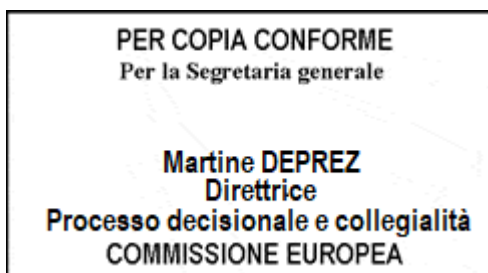 PER COPIA CONFORME
Per la Segretaria generale
Martine DEPREZ
Direttrice
Processo decisionale e collegialità
COMMISSIONE EUROPEA